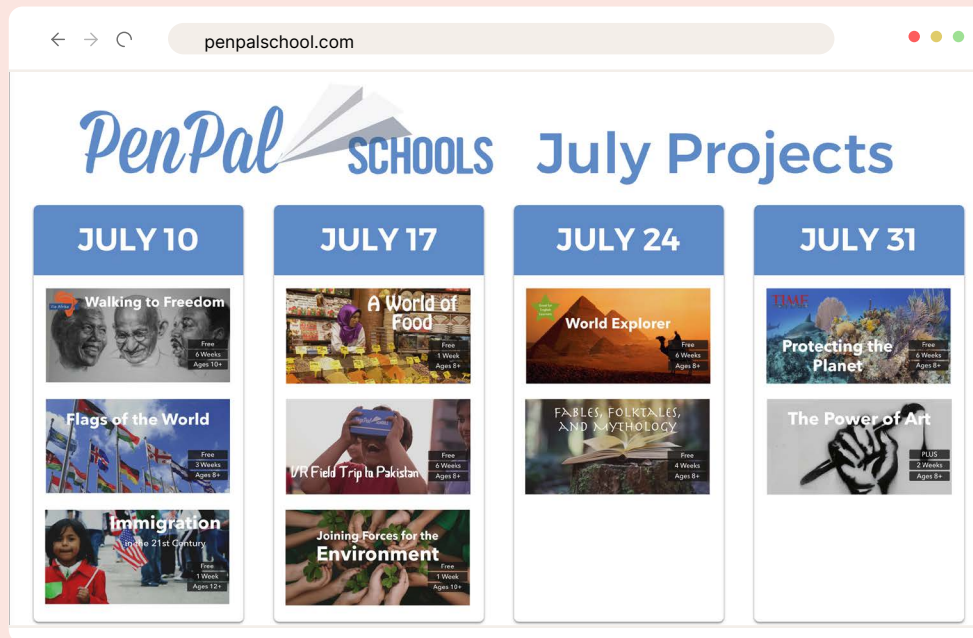 penpalschool.com
PenPal SCHOOLS
July Projects
JULY 10
Walking to Freedom
Free
6 Weeks
Ages 10+
Flags of the World
Free
3 Weeks
Ages 8+
Immigration
in the 21st Century
Free
1 Week
Ages 12+
JULY 17
A World of
Food
Free
1 Week
Ages 8+
VR Field Trip to Pakistan
Free
6 Weeks
Ages 8+
Joining Forces for the
Environment
Free
1 Week
Ages 10+
JULY 24
World Explorer
Free
6 Weeks
Ages 8+
FABLES, FOLKTALES,
AND MYTHOLOGY
Free
4 Weeks
Ages 8+
JULY 31
TIME
Protecting the
Planet
Free
6 Weeks
Ages 8+
The Power of Art
PLUS
2 Weeks
Ages 8+